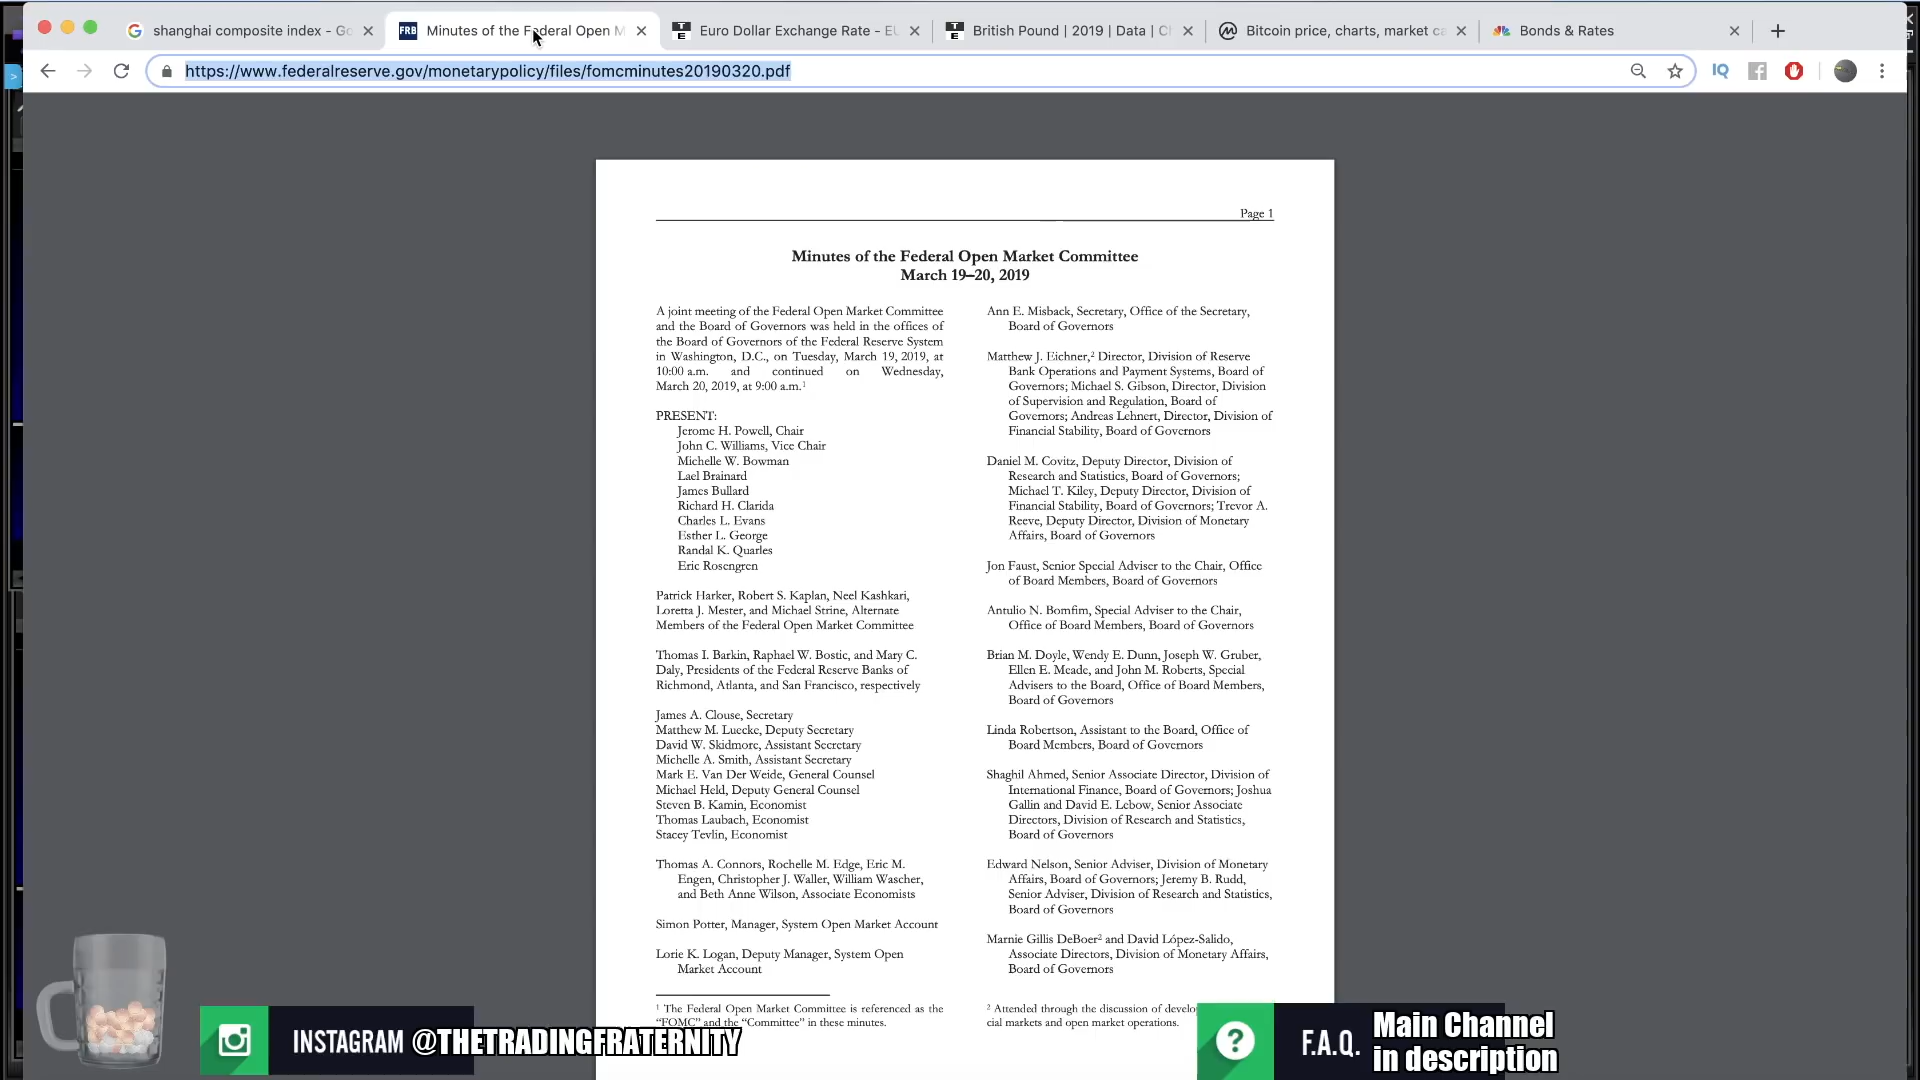 shanghai composite index - Go
Minutes of the Federal Open M
Euro Dollar Exchange Rate - EU
British Pound | 2019 | Data | Ch
Bitcoin price, charts, market ca
Bonds & Rates
https://www.federalreserve.gov/monetarypolicy/files/fomcminutes20190320.pdf
IQ
Page 1
Minutes of the Federal Open Market Committee
March 19–20, 2019
A joint meeting of the Federal Open Market Committee
and the Board of Governors was held in the offices of
the Board of Governors of the Federal Reserve System
in Washington, D.C., on Tuesday, March 19, 2019, at
10:00 a.m. and continued on Wednesday,
March 20, 2019, at 9:00 a.m.¹
PRESENT:
Jerome H. Powell, Chair
John C. Williams, Vice Chair
Michelle W. Bowman
Lael Brainard
James Bullard
Richard H. Clarida
Charles L. Evans
Esther L. George
Randal K. Quarles
Eric Rosengren
Patrick Harker, Robert S. Kaplan, Neel Kashkari,
Loretta J. Mester, and Michael Strine, Alternate
Members of the Federal Open Market Committee
Thomas I. Barkin, Raphael W. Bostic, and Mary C.
Daly, Presidents of the Federal Reserve Banks of
Richmond, Atlanta, and San Francisco, respectively
James A. Clouse, Secretary
Matthew M. Luecke, Deputy Secretary
David W. Skidmore, Assistant Secretary
Michelle A. Smith, Assistant Secretary
Mark E. Van Der Weide, General Counsel
Michael Held, Deputy General Counsel
Steven B. Kamin, Economist
Thomas Laubach, Economist
Stacey Tevlin, Economist
Thomas A. Connors, Rochelle M. Edge, Eric M.
Engen, Christopher J. Waller, William Wascher,
and Beth Anne Wilson, Associate Economists
Simon Potter, Manager, System Open Market Account
Lorie K. Logan, Deputy Manager, System Open
Market Account
¹ The Federal Open Market Committee is referenced as the
“FOMC” and the “Committee” in these minutes.
Ann E. Misback, Secretary, Office of the Secretary,
Board of Governors
Matthew J. Eichner,² Director, Division of Reserve
Bank Operations and Payment Systems, Board of
Governors; Michael S. Gibson, Director, Division
of Supervision and Regulation, Board of
Governors; Andreas Lehnert, Director, Division of
Financial Stability, Board of Governors
Daniel M. Covitz, Deputy Director, Division of
Research and Statistics, Board of Governors;
Michael T. Kiley, Deputy Director, Division of
Financial Stability, Board of Governors; Trevor A.
Reeve, Deputy Director, Division of Monetary
Affairs, Board of Governors
Jon Faust, Senior Special Adviser to the Chair, Office
of Board Members, Board of Governors
Antulio N. Bomfim, Special Adviser to the Chair,
Office of Board Members, Board of Governors
Brian M. Doyle, Wendy E. Dunn, Joseph W. Gruber,
Ellen E. Meade, and John M. Roberts, Special
Advisers to the Board, Office of Board Members,
Board of Governors
Linda Robertson, Assistant to the Board, Office of
Board Members, Board of Governors
Shaghil Ahmed, Senior Associate Director, Division of
International Finance, Board of Governors; Joshua
Gallin and David E. Lebow, Senior Associate
Directors, Division of Research and Statistics,
Board of Governors
Edward Nelson, Senior Adviser, Division of Monetary
Affairs, Board of Governors; Jeremy B. Rudd,
Senior Adviser, Division of Research and Statistics,
Board of Governors
Marnie Gillis DeBoer² and David López-Salido,
Associate Directors, Division of Monetary Affairs,
Board of Governors
² Attended through the discussion of develo
cial markets and open market operations.
INSTAGRAM @THETRADINGFRATERNITY
? F.A.Q. Main Channel
in description